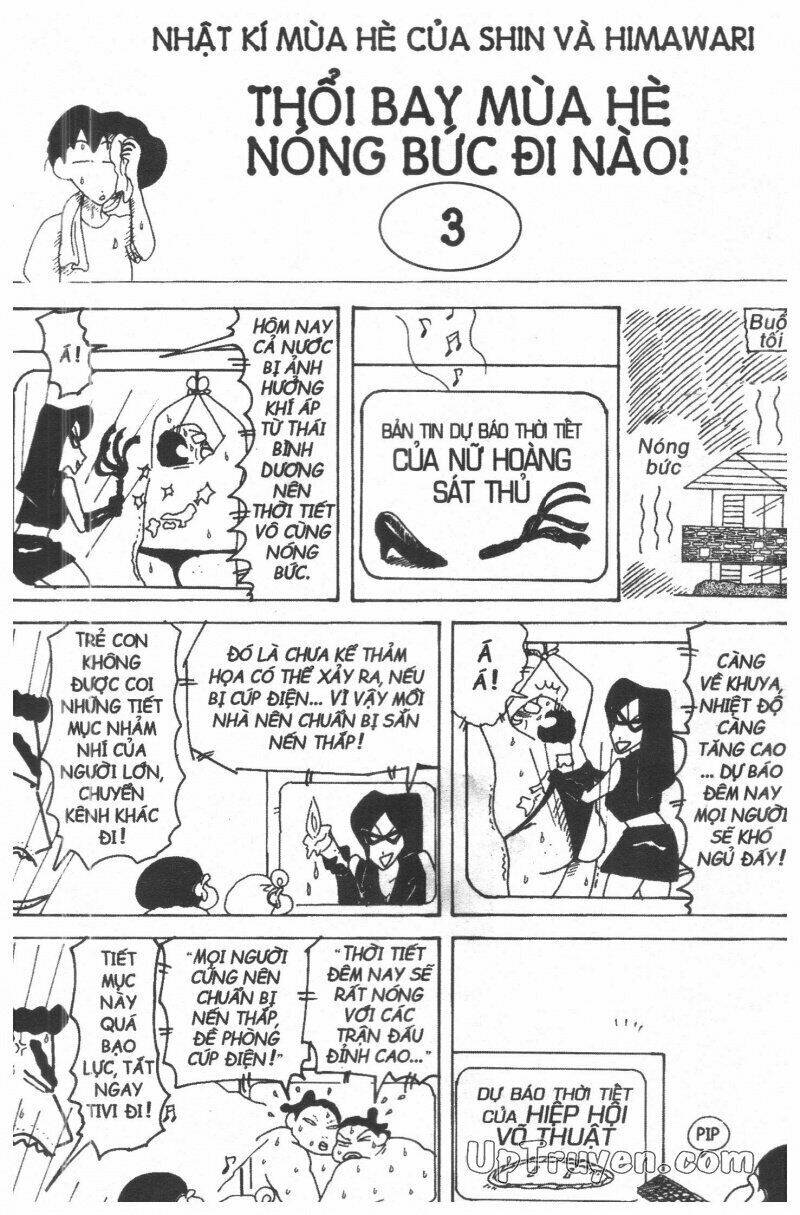 NHẬT KÍ MÙA HÈ CỦA SHIN VÀ HIMAWARI
THỔI BAY MÙA HÈ
NÓNG BỨC ĐI NÀO!
3
Buổ
tối
Nóng
bức
BẢN TIN DỰ BÁO THỜI TIẾT
CỦA NỮ HOÀNG
SÁT THỦ
HÔM NAY
CẢ NƯỚC
BỊ ẢNH
HƯỞNG
KHÍ ÁP
TỪ THÁI
BÌNH
DƯƠNG
NÊN
THỜI TIẾT
VÔ CÙNG
NÓNG
BỨC.
Á!
CÀNG
VỀ KHUYA,
NHIỆT ĐỘ
CÀNG
TĂNG CAO
... DỰ BÁO
ĐÊM NAY
MỌI NGƯỜI
SẼ KHÓ
NGỦ ĐẤY!
Á
Á!
ĐÓ LÀ CHƯA KỂ THẢM
HỌA CÓ THỂ XẢY RA, NẾU
BỊ CÚP ĐIỆN... VÌ VẬY MỖI
NHÀ NÊN CHUẨN BỊ SẴN
NẾN THẮP!
TRẺ CON
KHÔNG
ĐƯỢC COI
NHỮNG TIẾT
MỤC NHẢM
NHÍ CỦA
NGƯỜI LỚN,
CHUYỂN
KÊNH KHÁC
ĐI!
DỰ BÁO THỜI TIẾT
CỦA HIỆP HỘI
VÕ THUẬT
PIP
"THỜI TIẾT
ĐÊM NAY SẼ
RẤT NÓNG
VỚI CÁC
TRẬN ĐẤU
ĐỈNH CAO..."
"MỌI NGƯỜI
CŨNG NÊN
CHUẨN BỊ
NẾN THẮP,
ĐỀ PHÒNG
CÚP ĐIỆN!"
TIẾT
MỤC
NÀY
QUÁ
BẠO
LỰC, TẮT
NGAY
TIVI ĐI!
UpTruyen.com